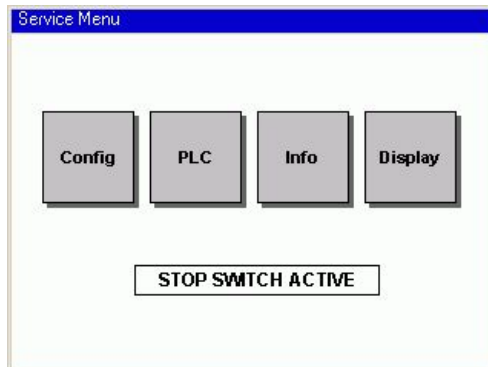 Service Menu
Config PLC Info Display
STOP SWITCH ACTIVE